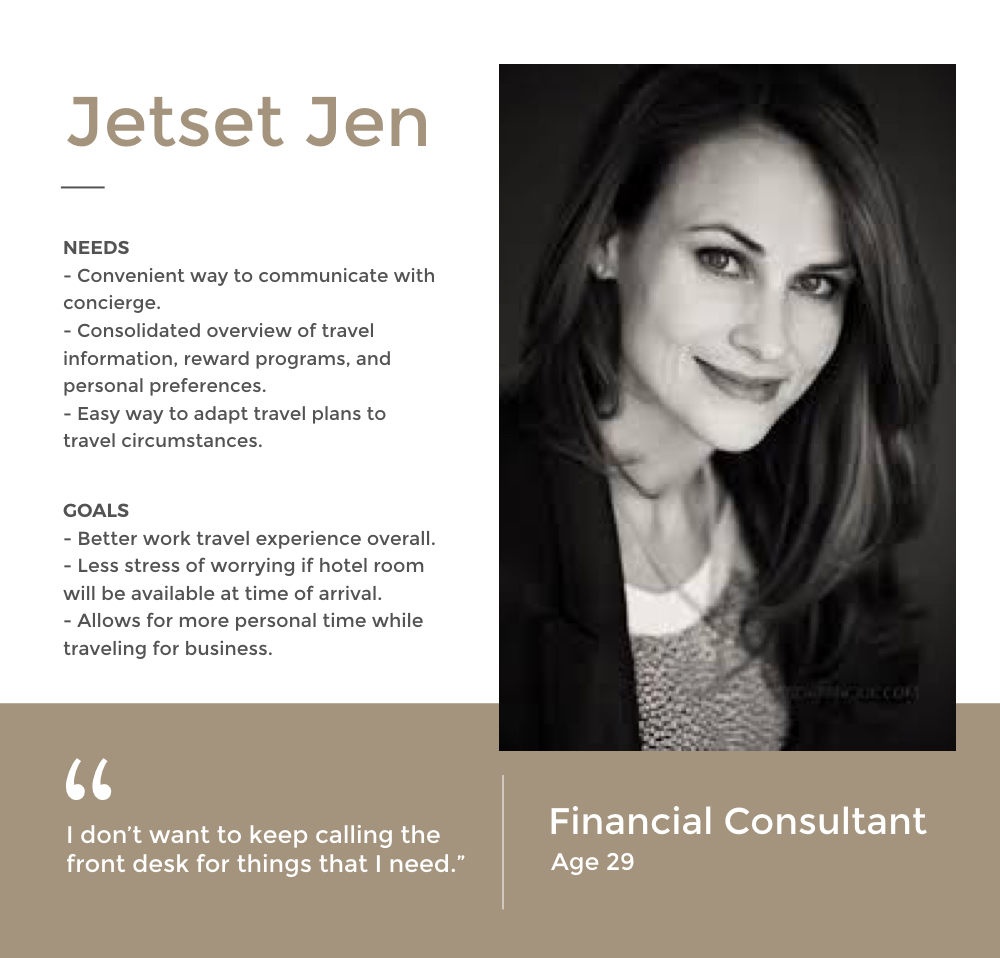 Jetset Jen
NEEDS
- Convenient way to communicate with
concierge.
- Consolidated overview of travel
information, reward programs, and
personal preferences.
- Easy way to adapt travel plans to
travel circumstances.
GOALS
- Better work travel experience overall.
- Less stress of worrying if hotel room
will be available at time of arrival.
- Allows for more personal time while
traveling for business.
“
I don’t want to keep calling the
front desk for things that I need.”
Financial Consultant
Age 29